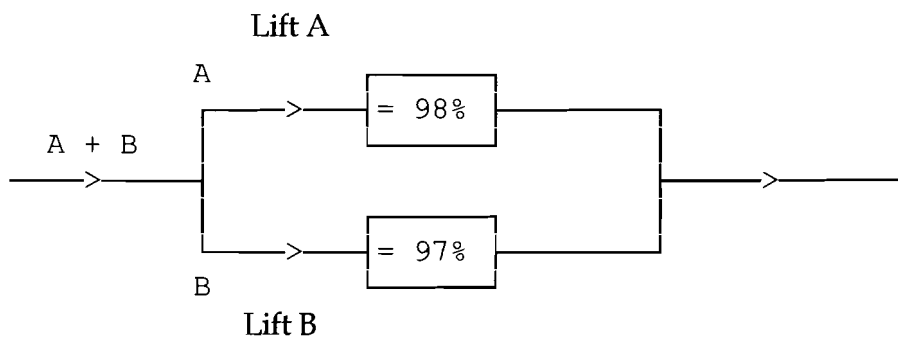 Lift A
A
= 98%
A + B
= 97%
B
Lift B